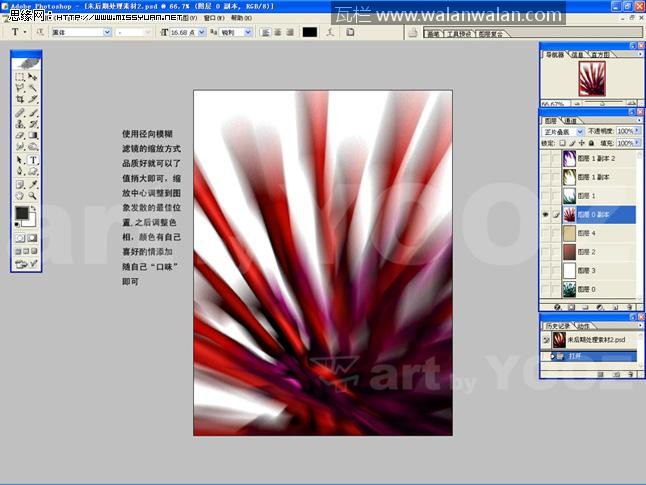 Adobe Photoshop - [未后期处理素材2.psd @ 66.7% (图层 0 副本, RGB/8)]
思缘网:(HTTP://WWW.MISSYUAN.NET)
窗口(W) 帮助(H)
瓦栏 www.walanwalan.com
黑体
16.68 点
aa 锐利
画笔 工具预设 图层复合
导航器 信息 直方图
66.67%
图层 通道
正片叠底 不透明度: 100%
锁定: 填充: 100%
图层 1 副本 2
图层 1 副本
图层 1
图层 0 副本
图层 4
图层 2
图层 3
图层 0
历史记录 动作
未后期处理素材2.psd
打开
使用径向模糊
滤镜的缩放方式
品质好就可以了
值捎大即可，缩
放中心调整到图
象发散的最佳位
置,之后调整色
相，颜色有自己
喜好酌情添加
随自己“口味”
即可
art by YOOZ
art by YOOZ